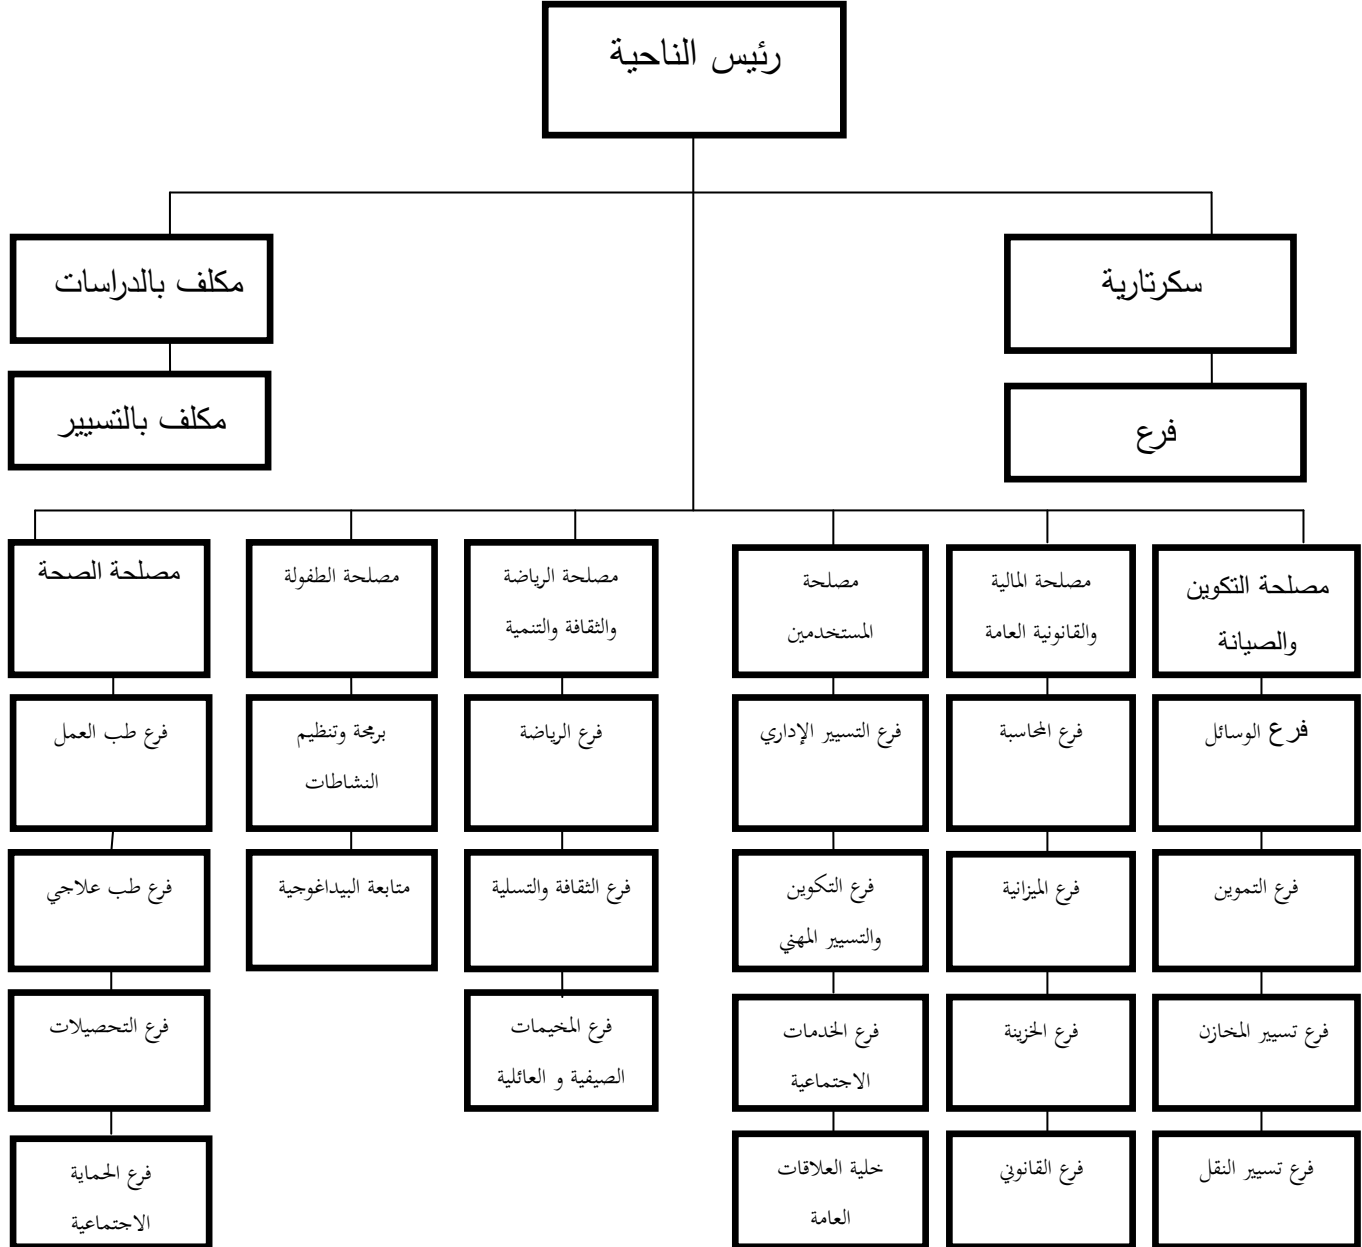 رئيس الناحية
سكرتارية
مكلف بالدراسات
فرع
مكلف بالتسيير
مصلحة التكوين
والصيانة
مصلحة المالية
والقانونية العامة
مصلحة
المستخدمين
مصلحة الرياضة
والثقافة والتنمية
مصلحة الطفولة
مصلحة الصحة
فرع الوسائل
فرع المحاسبة
فرع التسيير الإداري
فرع الرياضة
برمجة وتنظيم
النشاطات
فرع طب العمل
فرع التموين
فرع الميزانية
فرع التكوين
والتسيير المهني
فرع الثقافة والتسلية
متابعة البيداغوجية
فرع طب علاجي
فرع تسيير المخازن
فرع الخزينة
فرع الخدمات
الاجتماعية
فرع المخيمات
الصيفية و العائلية
فرع التحصيلات
فرع تسيير النقل
فرع القانوني
خلية العلاقات
العامة
فرع الحماية
الاجتماعية